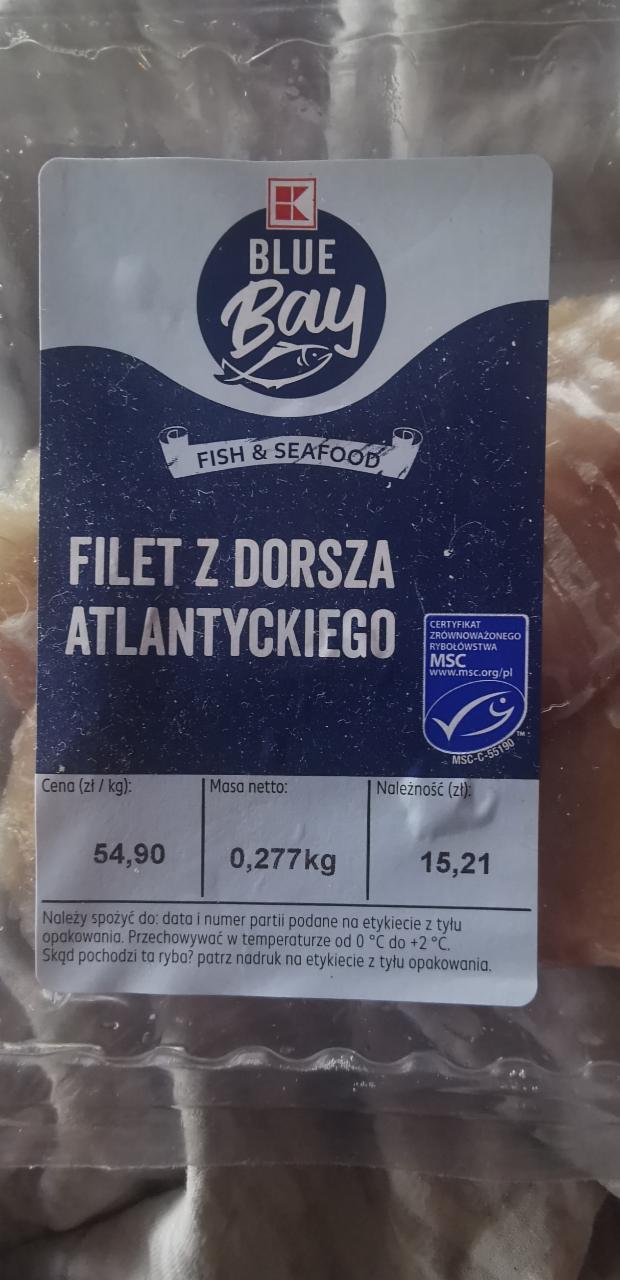 BLUE
Bay
FISH & SEAFOOD
FILET Z DORSZA
ATLANTYCKIEGO
CERTYFIKAT
ZRÓWNOWAŻONEGO
RYBOŁÓWSTWA
MSC
www.msc.org/pl
TM
MSC-C-55190
Cena (zł / kg):
Masa netto:
Należność (zł):
54,90
0,277kg
15,21
Należy spożyć do: data i numer partii podane na etykiecie z tyłu
opakowania. Przechowywać w temperaturze od 0 °C do +2 °C.
Skąd pochodzi ta ryba? patrz nadruk na etykiecie z tyłu opakowania.